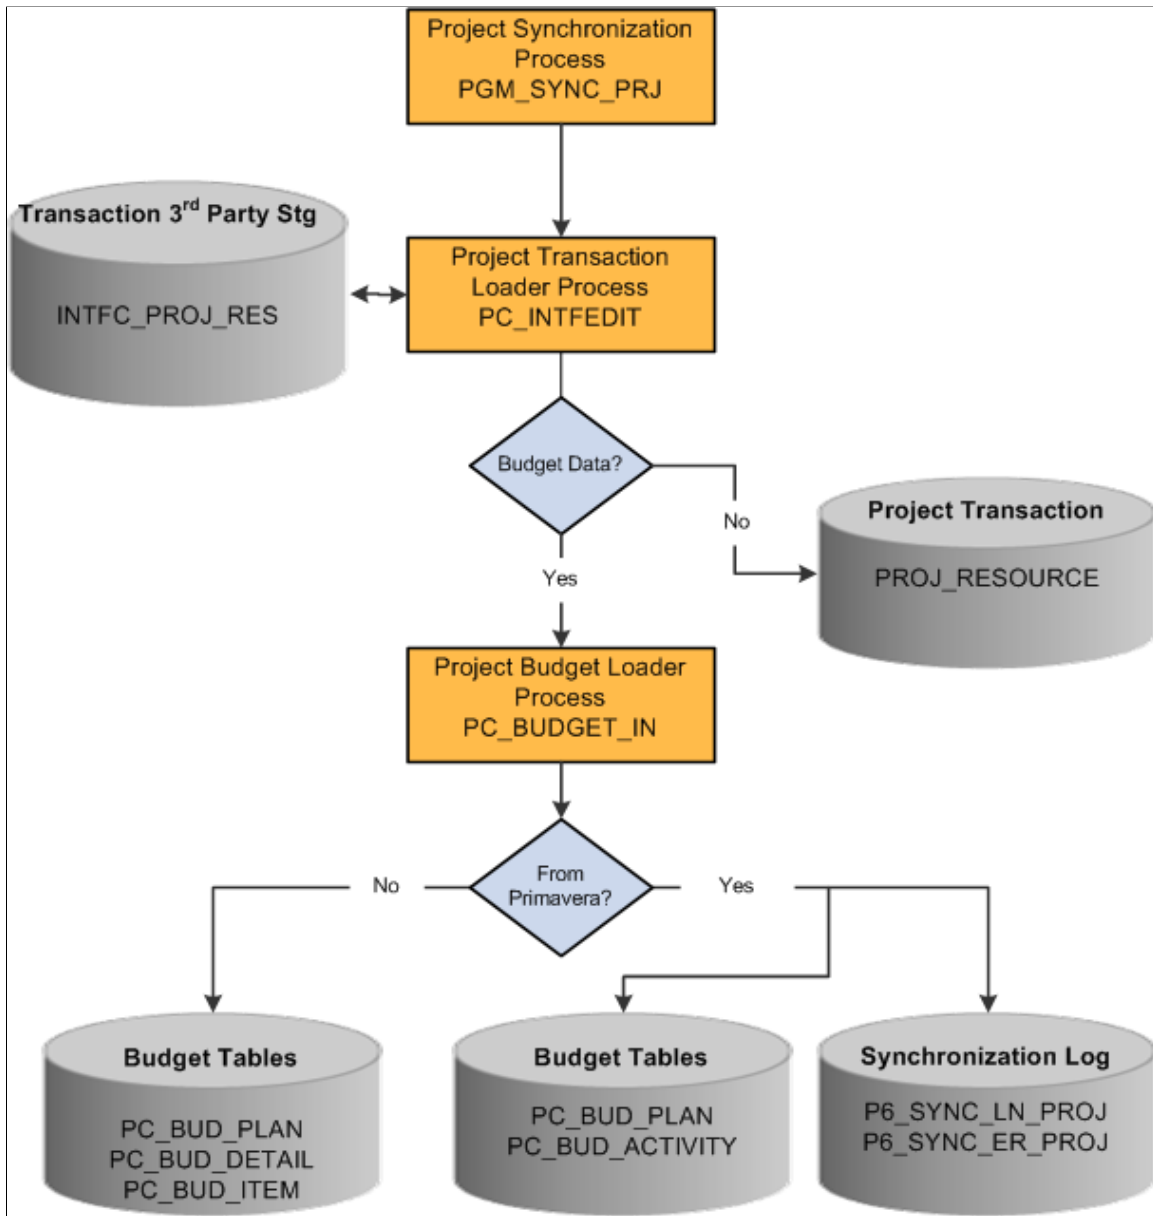 Project Synchronization
Process
PGM_SYNC_PRJ
Transaction 3rd Party Stg
INTFC_PROJ_RES
Project Transaction
Loader Process
PC_INTFEDIT
Budget Data?
No
Project Transaction
PROJ_RESOURCE
Yes
Project Budget Loader
Process
PC_BUDGET_IN
From
Primavera?
No
Yes
Budget Tables
PC_BUD_PLAN
PC_BUD_DETAIL
PC_BUD_ITEM
Budget Tables
PC_BUD_PLAN
PC_BUD_ACTIVITY
Synchronization Log
P6_SYNC_LN_PROJ
P6_SYNC_ER_PROJ